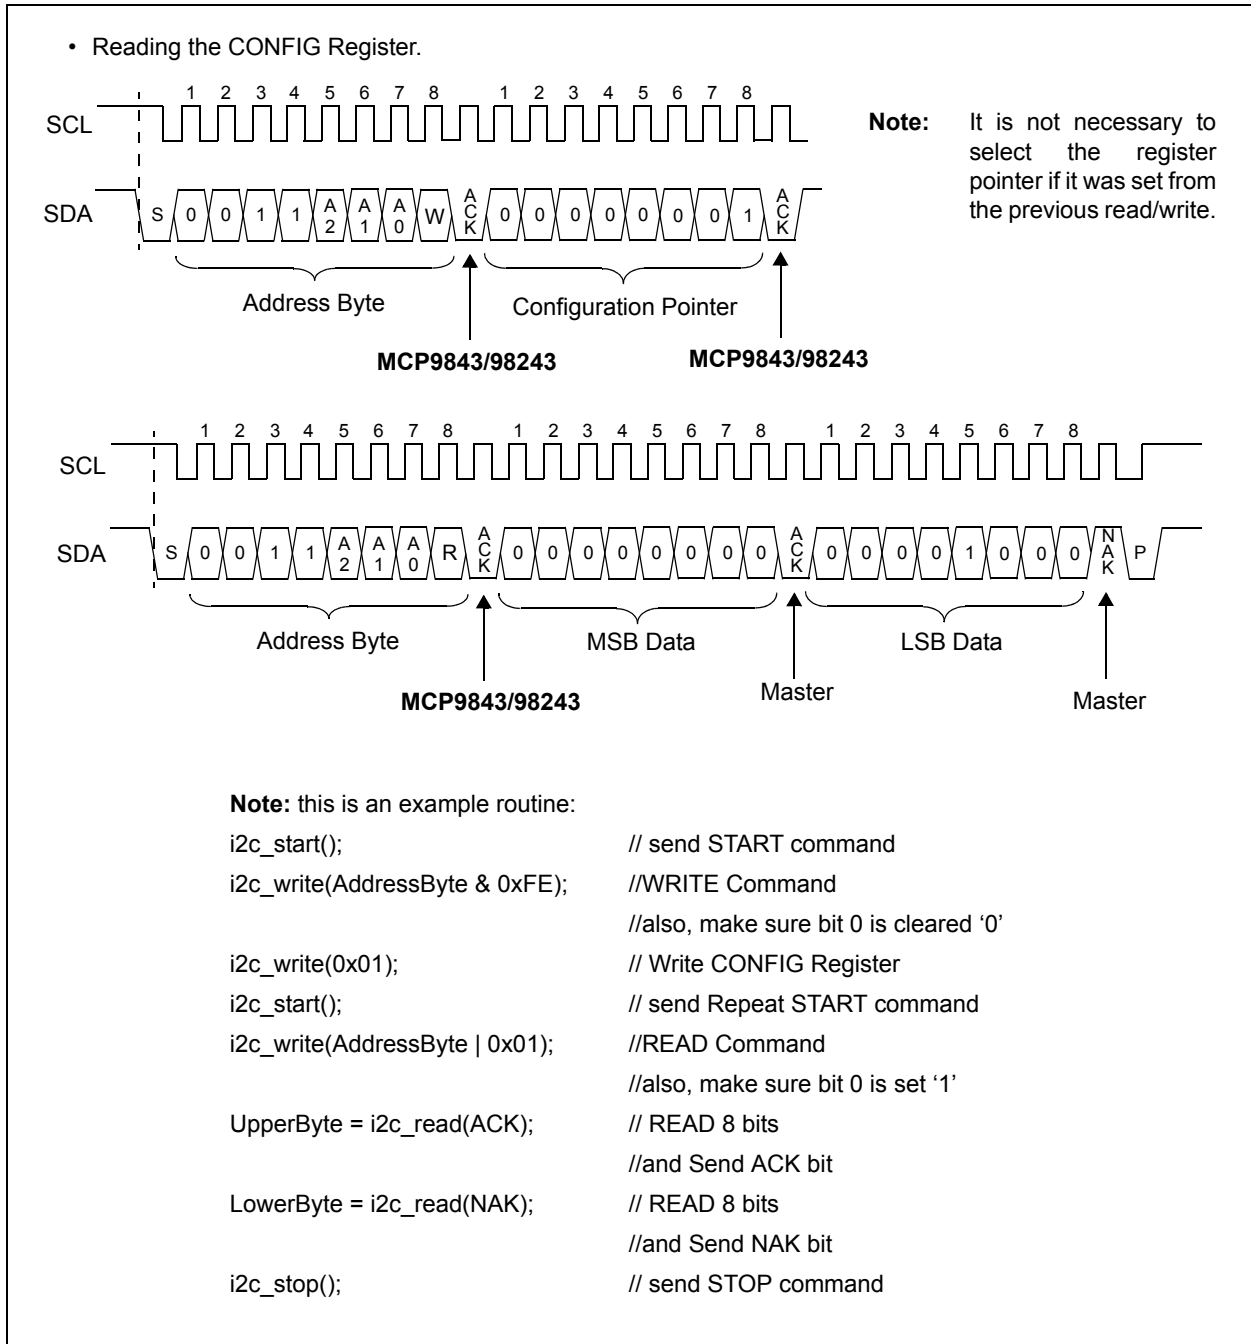 • Reading the CONFIG Register.
1 2 3 4 5 6 7 8 1 2 3 4 5 6 7 8
SCL
Note: It is not necessary to
select the register
pointer if it was set from
the previous read/write.
SDA
S 0 0 1 1 A2 A1 A0 W ACK 0 0 0 0 0 0 0 1 ACK
Address Byte Configuration Pointer
MCP9843/98243 MCP9843/98243
1 2 3 4 5 6 7 8 1 2 3 4 5 6 7 8 1 2 3 4 5 6 7 8
SCL
SDA
S 0 0 1 1 A2 A1 A0 R ACK 0 0 0 0 0 0 0 0 ACK 0 0 0 0 1 0 0 0 NAK P
Address Byte MSB Data LSB Data
MCP9843/98243 Master Master
Note: this is an example routine:
i2c_start(); // send START command
i2c_write(AddressByte & 0xFE); //WRITE Command
//also, make sure bit 0 is cleared ‘0’
i2c_write(0x01); // Write CONFIG Register
i2c_start(); // send Repeat START command
i2c_write(AddressByte | 0x01); //READ Command
//also, make sure bit 0 is set ‘1’
UpperByte = i2c_read(ACK); // READ 8 bits
//and Send ACK bit
LowerByte = i2c_read(NAK); // READ 8 bits
//and Send NAK bit
i2c_stop(); // send STOP command